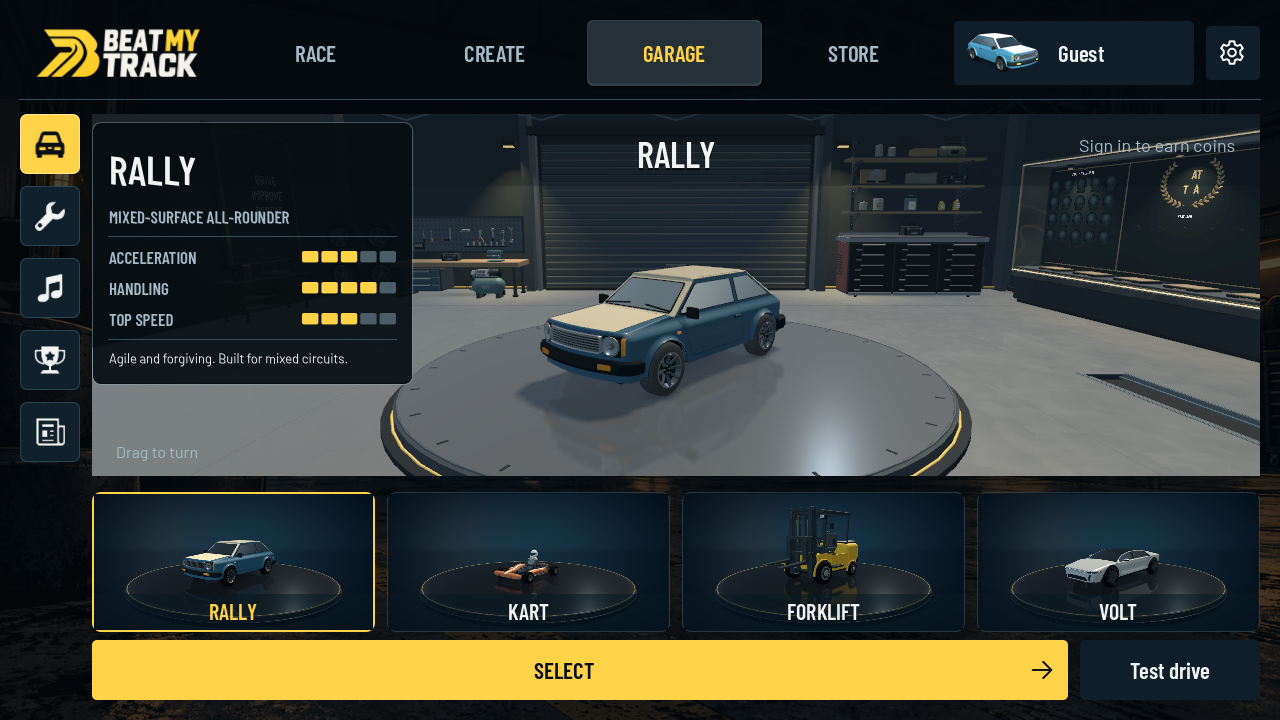 BEAT MY
TRACK
RACE
CREATE
GARAGE
STORE
Guest
RALLY
MIXED-SURFACE ALL-ROUNDER
ACCELERATION
HANDLING
TOP SPEED
Agile and forgiving. Built for mixed circuits.
RALLY
Sign in to earn coins
DRIVE
IMPROVE
Drag to turn
RALLY
KART
FORKLIFT
VOLT
SELECT
Test drive